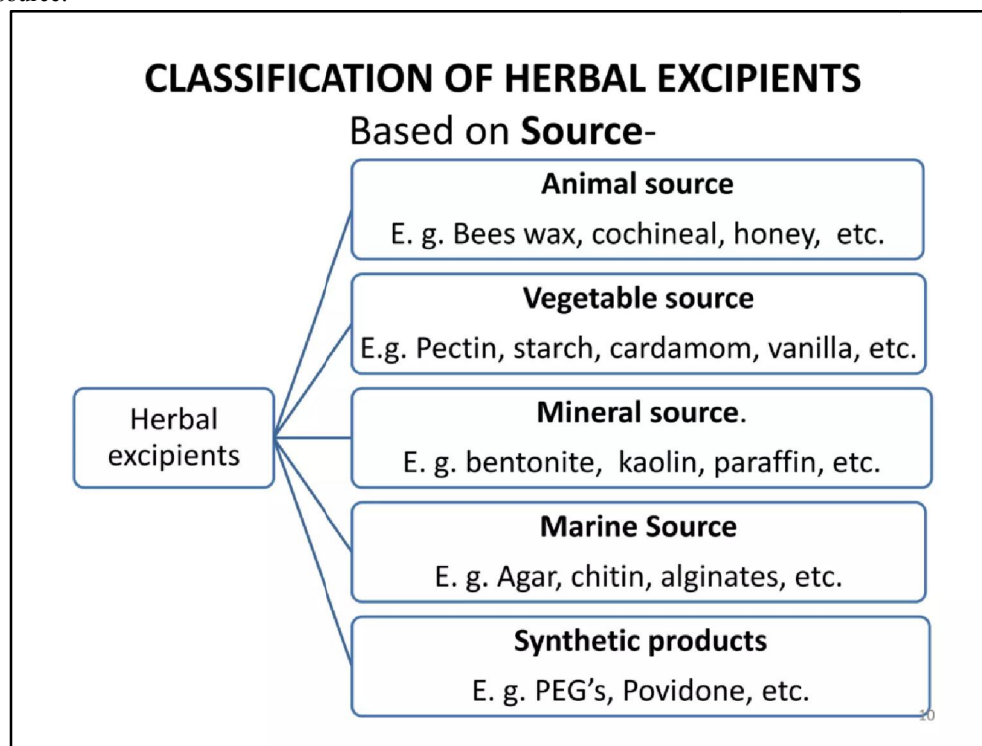 source.
CLASSIFICATION OF HERBAL EXCIPIENTS
Based on Source-
Animal source
E. g. Bees wax, cochineal, honey,  etc.
Vegetable source
E.g. Pectin, starch, cardamom, vanilla, etc.
Herbal
excipients
Mineral source.
E. g. bentonite,  kaolin, paraffin, etc.
Marine Source
E. g. Agar, chitin, alginates, etc.
Synthetic products
E. g. PEG’s, Povidone, etc.
10